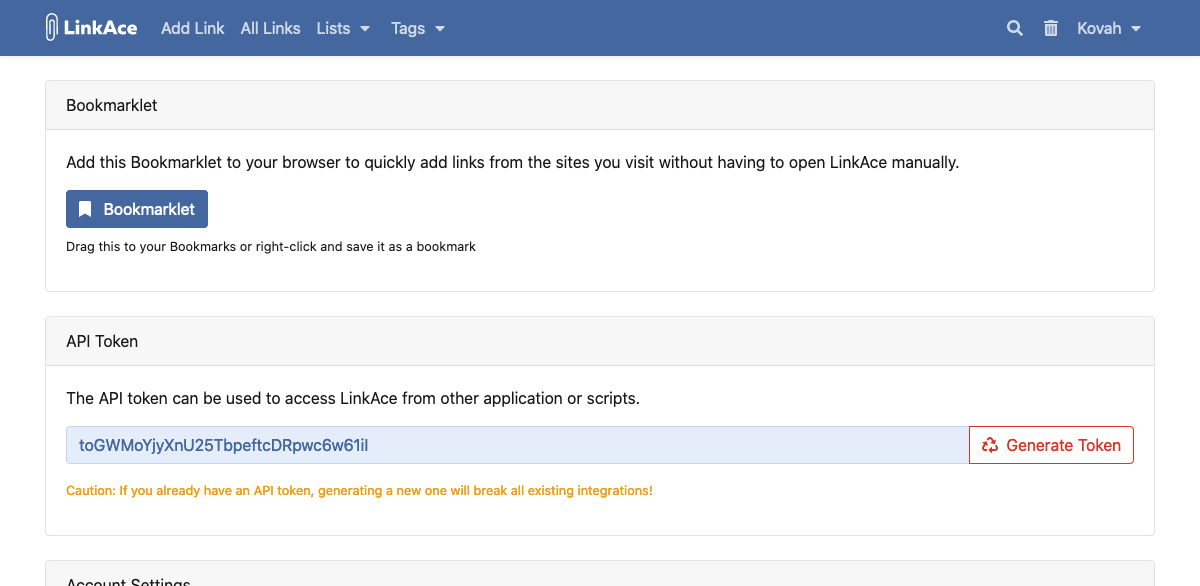 LinkAce Add Link All Links Lists Tags Kovah
Bookmarklet
Add this Bookmarklet to your browser to quickly add links from the sites you visit without having to open LinkAce manually.
Bookmarklet
Drag this to your Bookmarks or right-click and save it as a bookmark
API Token
The API token can be used to access LinkAce from other application or scripts.
toGWMoYjyXnU25TbpeftcDRpwc6w61iI Generate Token
Caution: If you already have an API token, generating a new one will break all existing integrations!
Account Settings